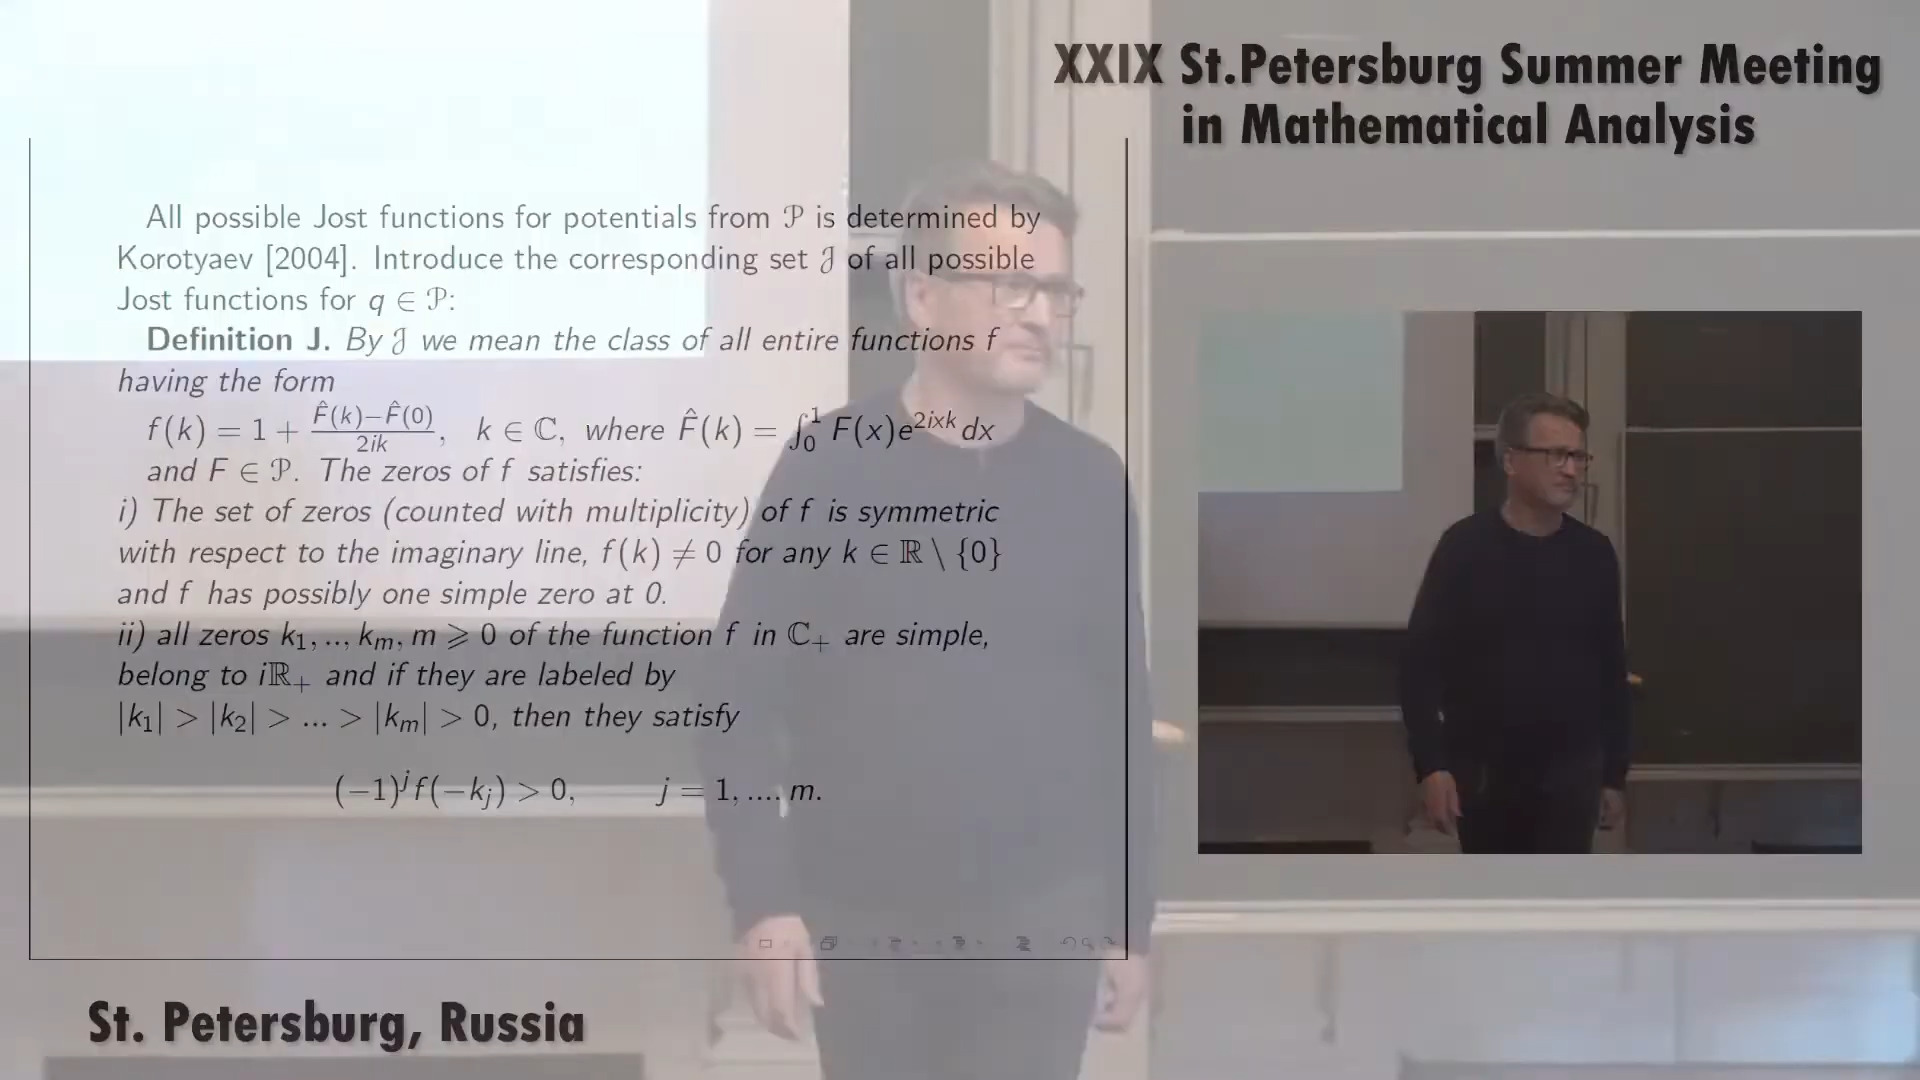 XXIX St.Petersburg Summer Meeting
in Mathematical Analysis
All possible Jost functions for potentials from 𝒫 is determined by
Korotyaev [2004]. Introduce the corresponding set 𝒥 of all possible
Jost functions for q ∈ 𝒫:
Definition J. By 𝒥 we mean the class of all entire functions f
having the form
f(k) = 1 + (F̂(k)−F̂(0))/2ik, k ∈ ℂ, where F̂(k) = ∫₀¹ F(x)e^{2ixk} dx
and F ∈ 𝒫. The zeros of f satisfies:
i) The set of zeros (counted with multiplicity) of f is symmetric
with respect to the imaginary line, f(k) ≠ 0 for any k ∈ ℝ \ {0}
and f has possibly one simple zero at 0.
ii) all zeros k₁, .., kₘ, m ⩾ 0 of the function f in ℂ₊ are simple,
belong to iℝ₊ and if they are labeled by
|k₁| > |k₂| > ... > |kₘ| > 0, then they satisfy
(−1)ʲf(−kⱼ) > 0, j = 1, .... m.
St. Petersburg, Russia